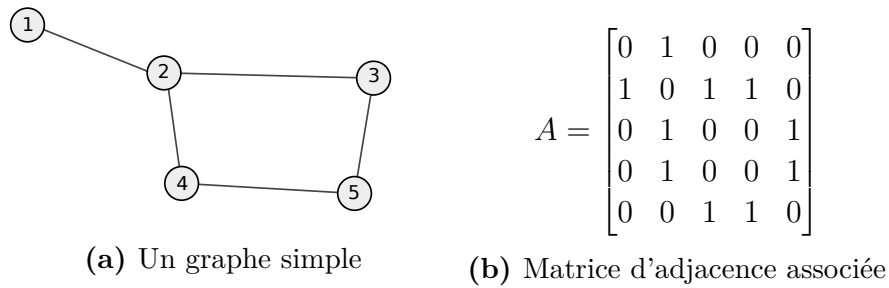 1
2
3
4
5
(a) Un graphe simple
A =
0 1 0 0 0
1 0 1 1 0
0 1 0 0 1
0 1 0 0 1
0 0 1 1 0
(b) Matrice d'adjacence associée